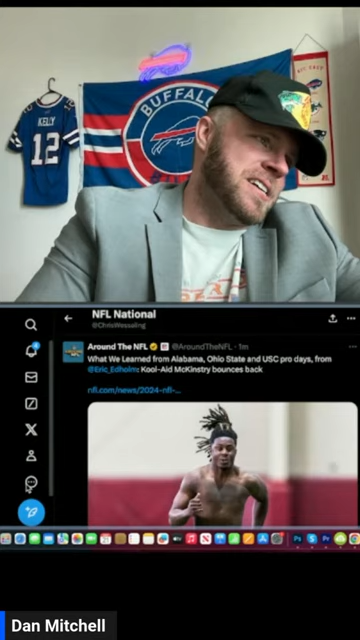 KELLY
12
BUFFALO
NFL National
@ChrisWesseling
Around The NFL @AroundTheNFL · 1m
What We Learned from Alabama, Ohio State and USC pro days, from
@Eric_Edholm: Kool-Aid McKinstry bounces back
nfl.com/news/2024-nfl-...
Dan Mitchell